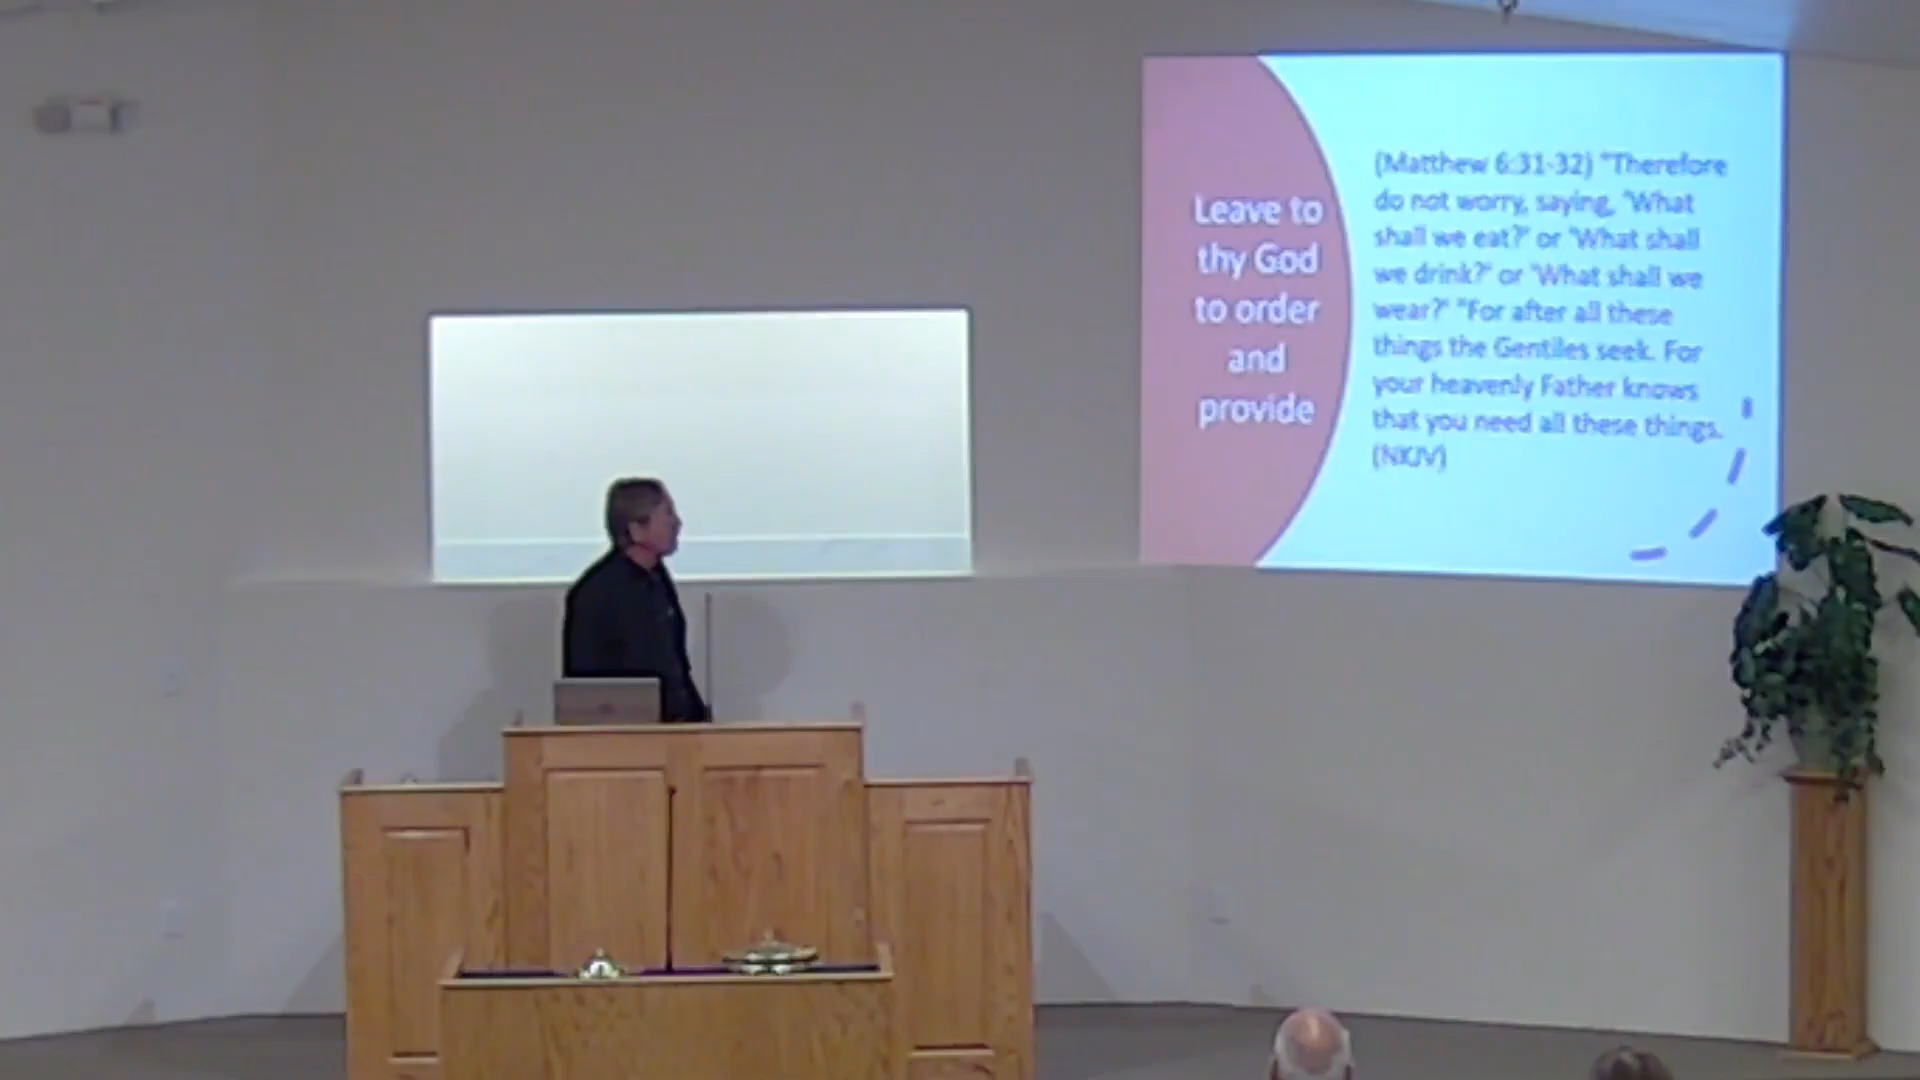 Leave to
thy God
to order
and
provide
(Matthew 6:31-32) "Therefore
do not worry, saying, 'What
shall we eat?' or 'What shall
we drink?' or 'What shall we
wear?' "For after all these
things the Gentiles seek. For
your heavenly Father knows
that you need all these things.
(NKJV)